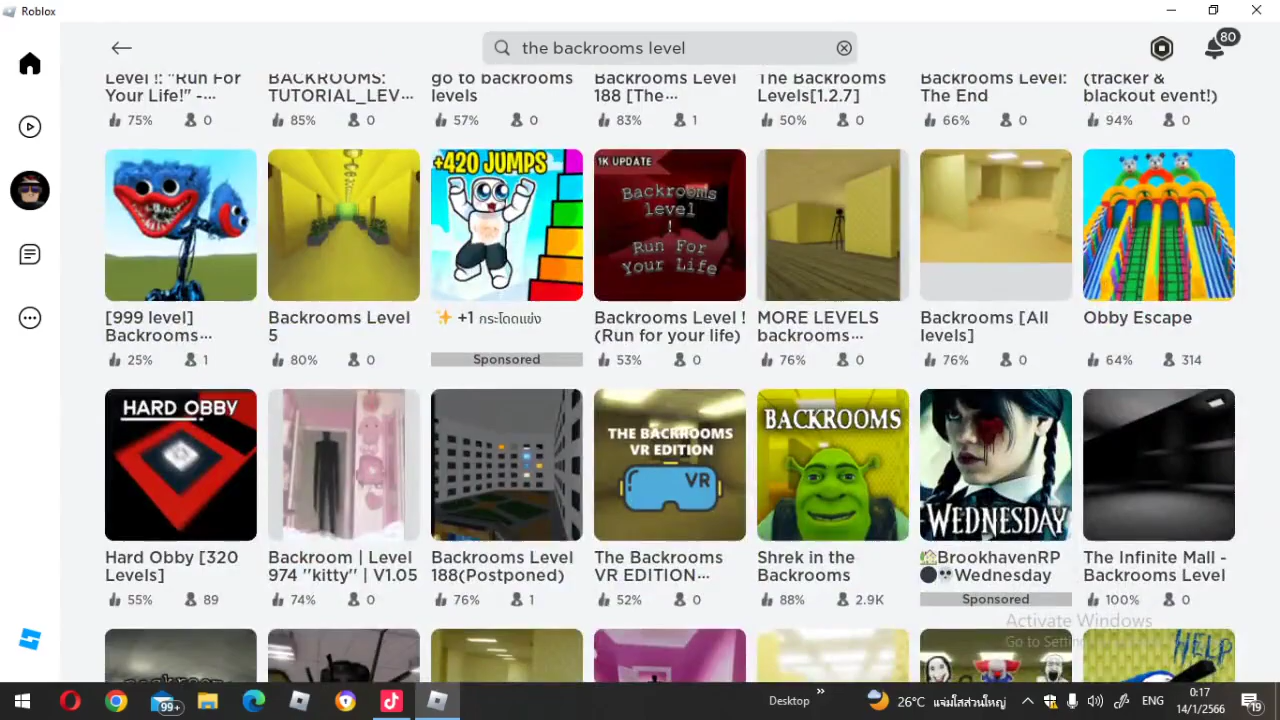 Roblox
the backrooms level
80
Level !: "Run For
Your Life!" -...
75% 0
BACKROOMS:
TUTORIAL_LEV...
85% 0
go to backrooms
levels
57% 0
Backrooms Level
188 [The...
83% 1
The Backrooms
Levels[1.2.7]
50% 0
Backrooms Level:
The End
66% 0
(tracker &
blackout event!)
94% 0
+420 JUMPS
1K UPDATE
Backrooms
level
!
Run For
Your Life
[999 level]
Backrooms...
25% 1
Backrooms Level
5
80% 0
✨ +1 กระโดดแข่ง
Sponsored
Backrooms Level !
(Run for your life)
53% 0
MORE LEVELS
backrooms...
76% 0
Backrooms [All
levels]
76% 0
Obby Escape
64% 314
HARD OBBY
THE BACKROOMS
VR EDITION
VR
BACKROOMS
WEDNESDAY
Hard Obby [320
Levels]
55% 89
Backroom | Level
974 ''kitty'' | V1.05
74% 0
Backrooms Level
188(Postponed)
76% 1
The Backrooms
VR EDITION...
52% 0
Shrek in the
Backrooms
88% 2.9K
🏡BrookhavenRP
⚫💀Wednesday
Sponsored
The Infinite Mall -
Backrooms Level
100% 0
Activate Windows
HELP
99+
Desktop
26°C แจ่มใสส่วนใหญ่
ENG
0:17
14/1/2566
19